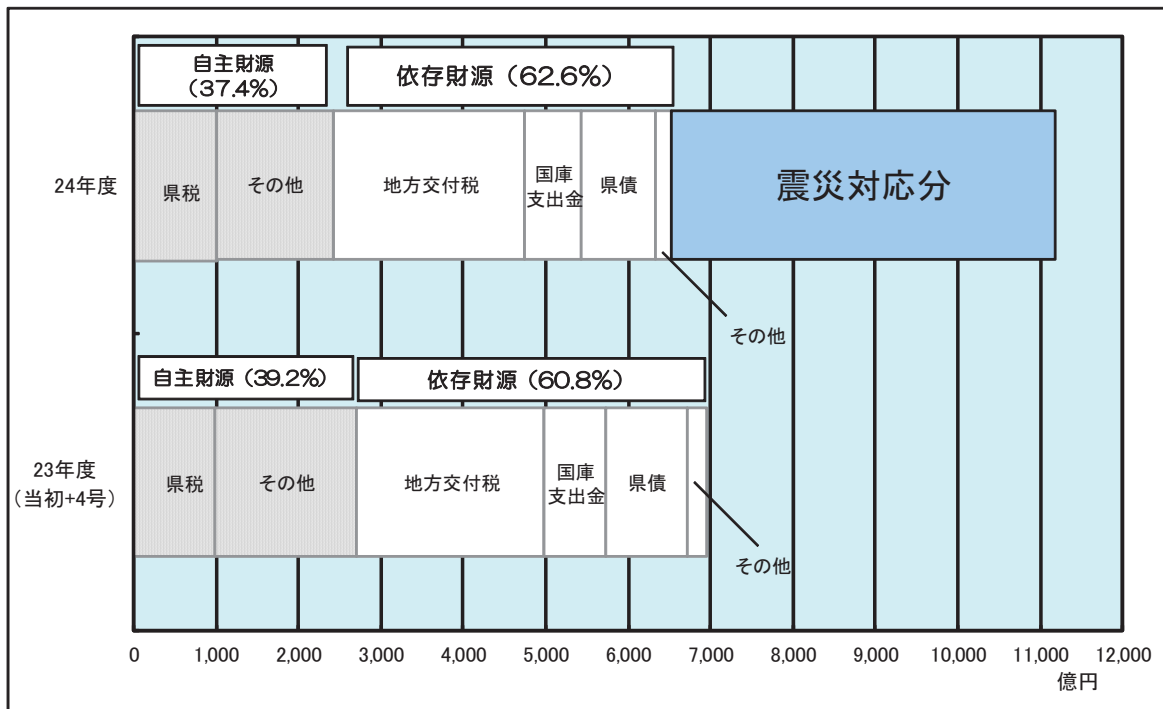 自主財源
（37.4%）
依存財源（62.6%）
24年度
県税
その他
地方交付税
国庫
支出金
県債
震災対応分
その他
自主財源（39.2%）
依存財源（60.8%）
23年度
（当初+4号）
県税
その他
地方交付税
国庫
支出金
県債
その他
0 1,000 2,000 3,000 4,000 5,000 6,000 7,000 8,000 9,000 10,000 11,000 12,000
億円